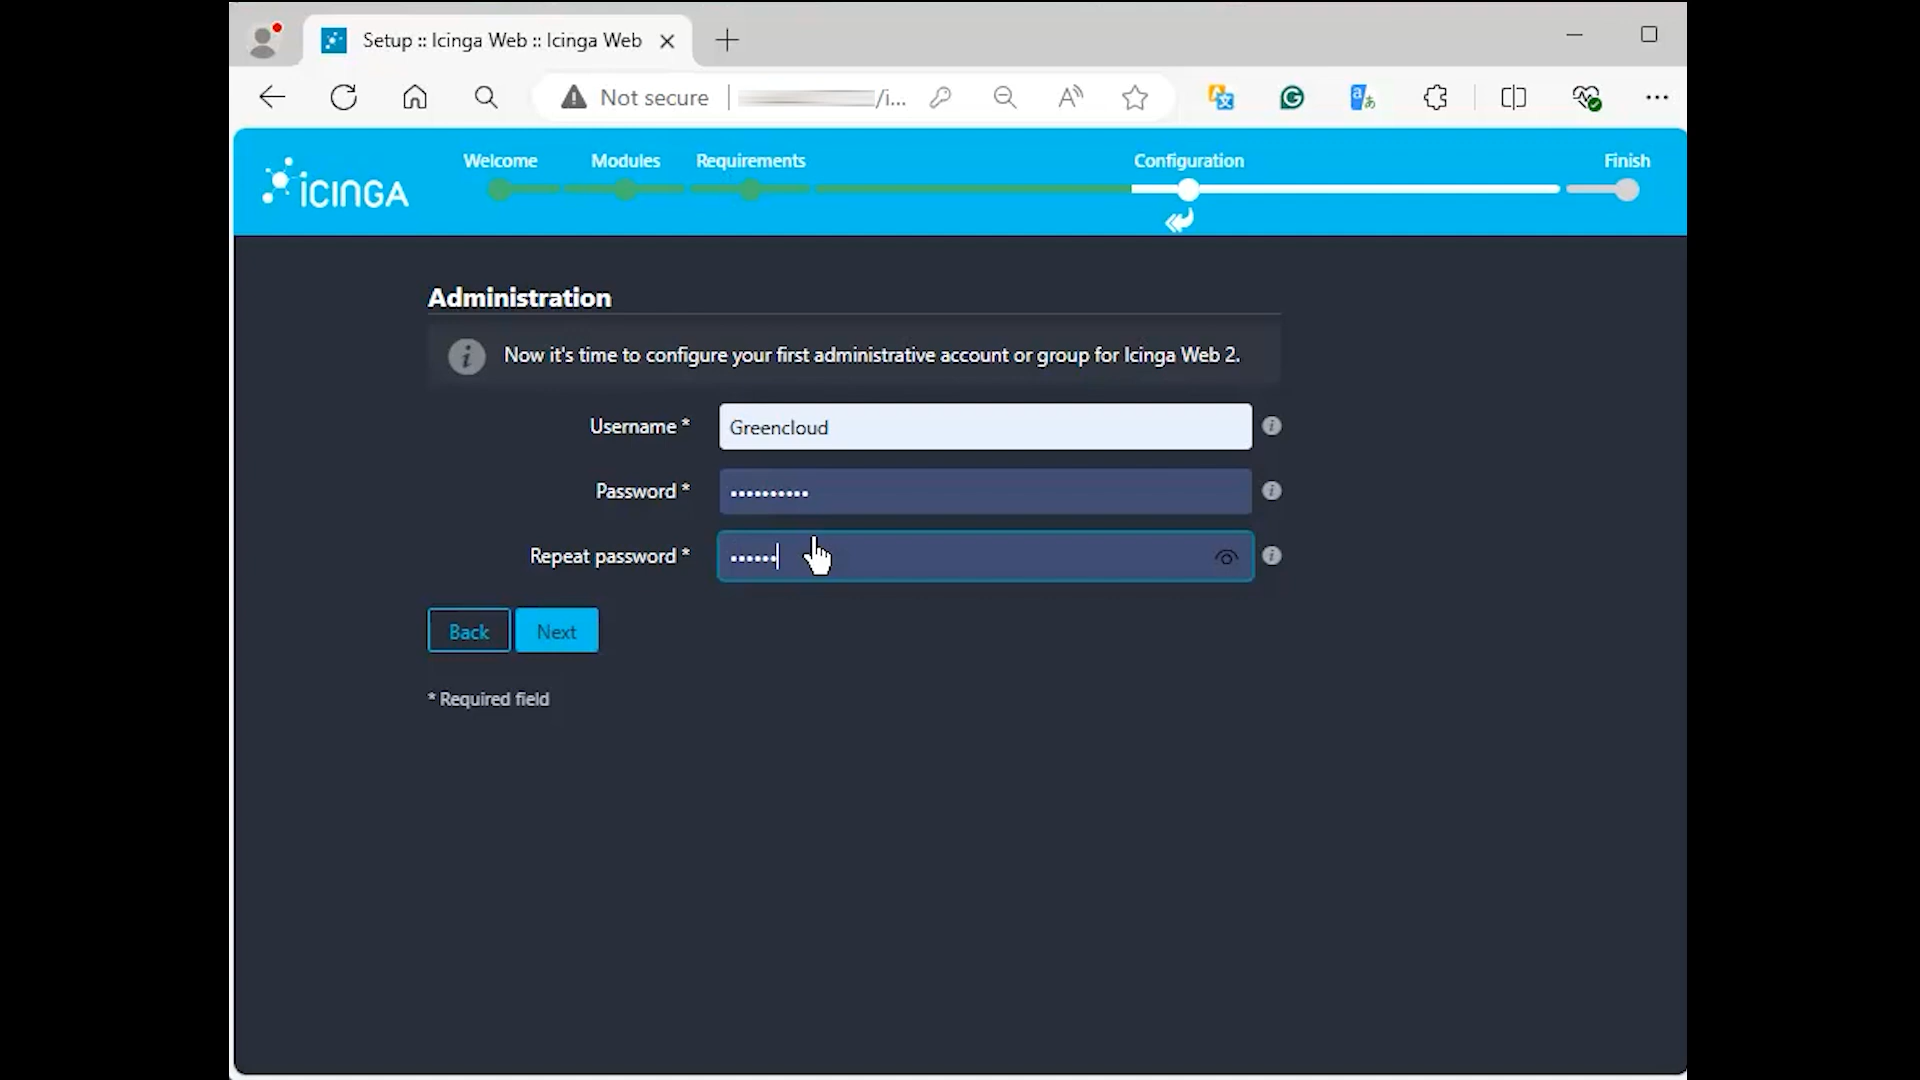 Setup :: Icinga Web :: Icinga Web
Not secure
/i...
Welcome
Modules
Requirements
Configuration
Finish
ICINGA
Administration
Now it's time to configure your first administrative account or group for Icinga Web 2.
Username *
Greencloud
Password *
••••••••••
Repeat password *
••••••
Back
Next
* Required field